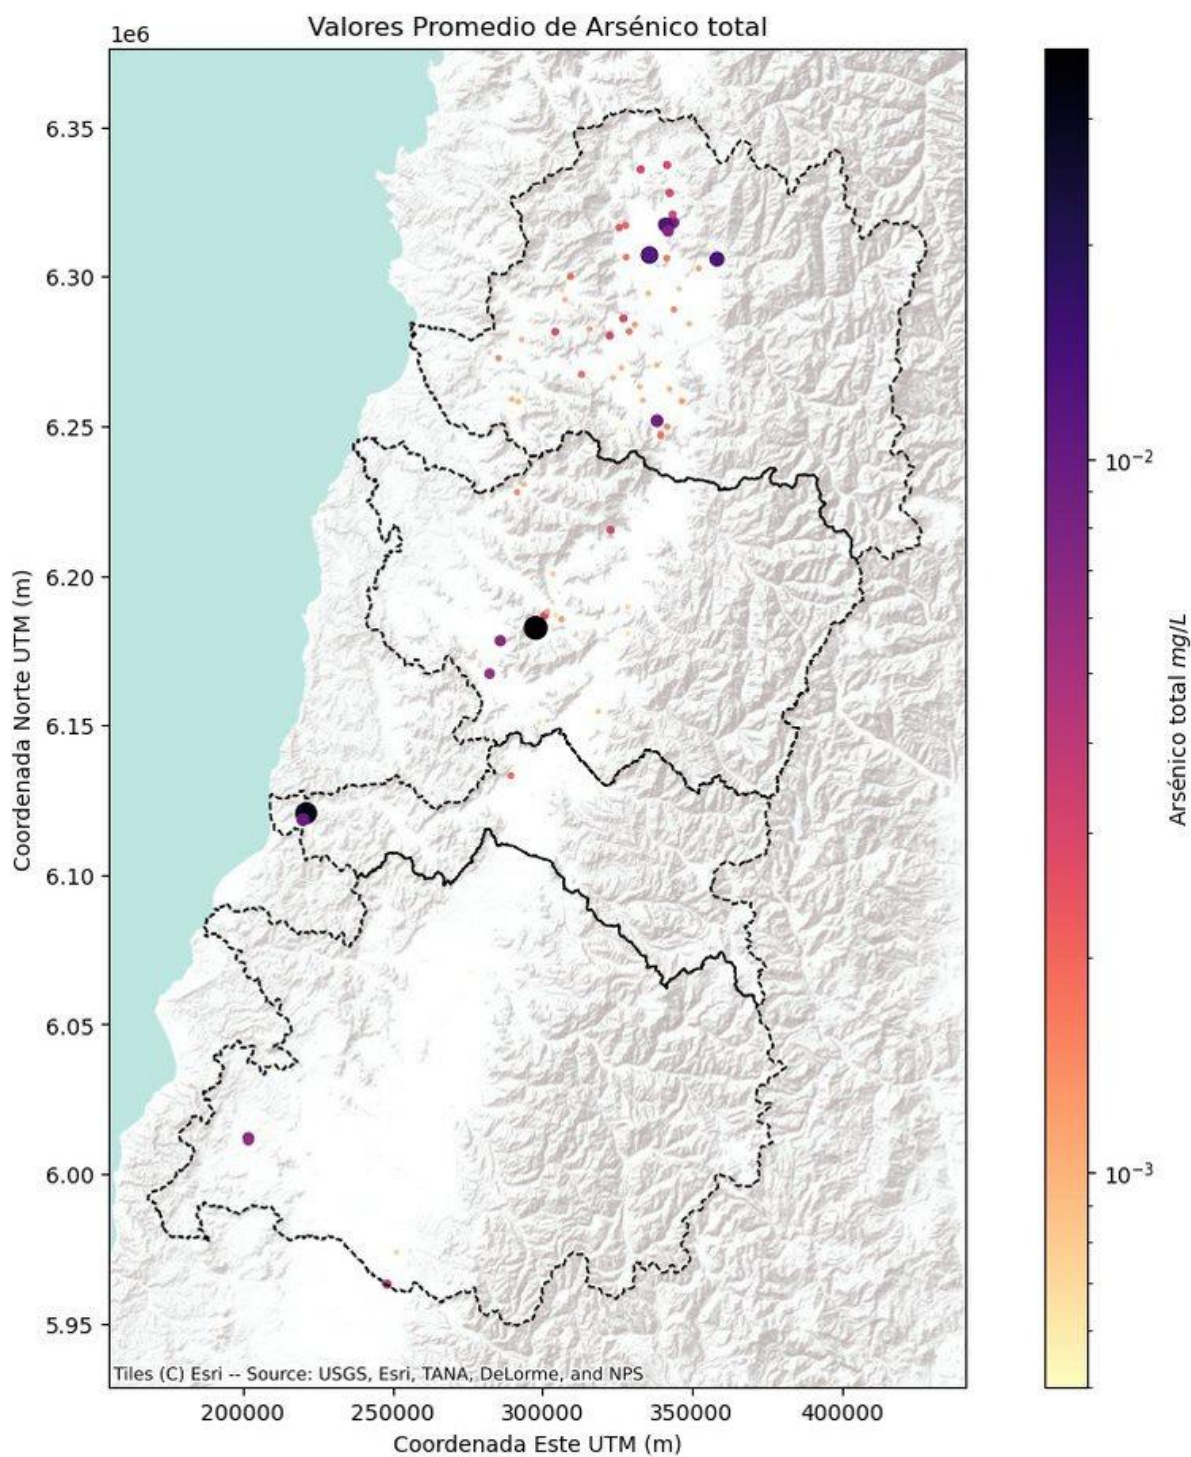 Valores Promedio de Arsénico total
1e6
6.35
6.30
6.25
6.20
6.15
6.10
6.05
6.00
5.95
Coordenada Norte UTM (m)
Tiles (C) Esri -- Source: USGS, Esri, TANA, DeLorme, and NPS
200000 250000 300000 350000 400000
Coordenada Este UTM (m)
10⁻²
10⁻³
Arsénico total mg/L